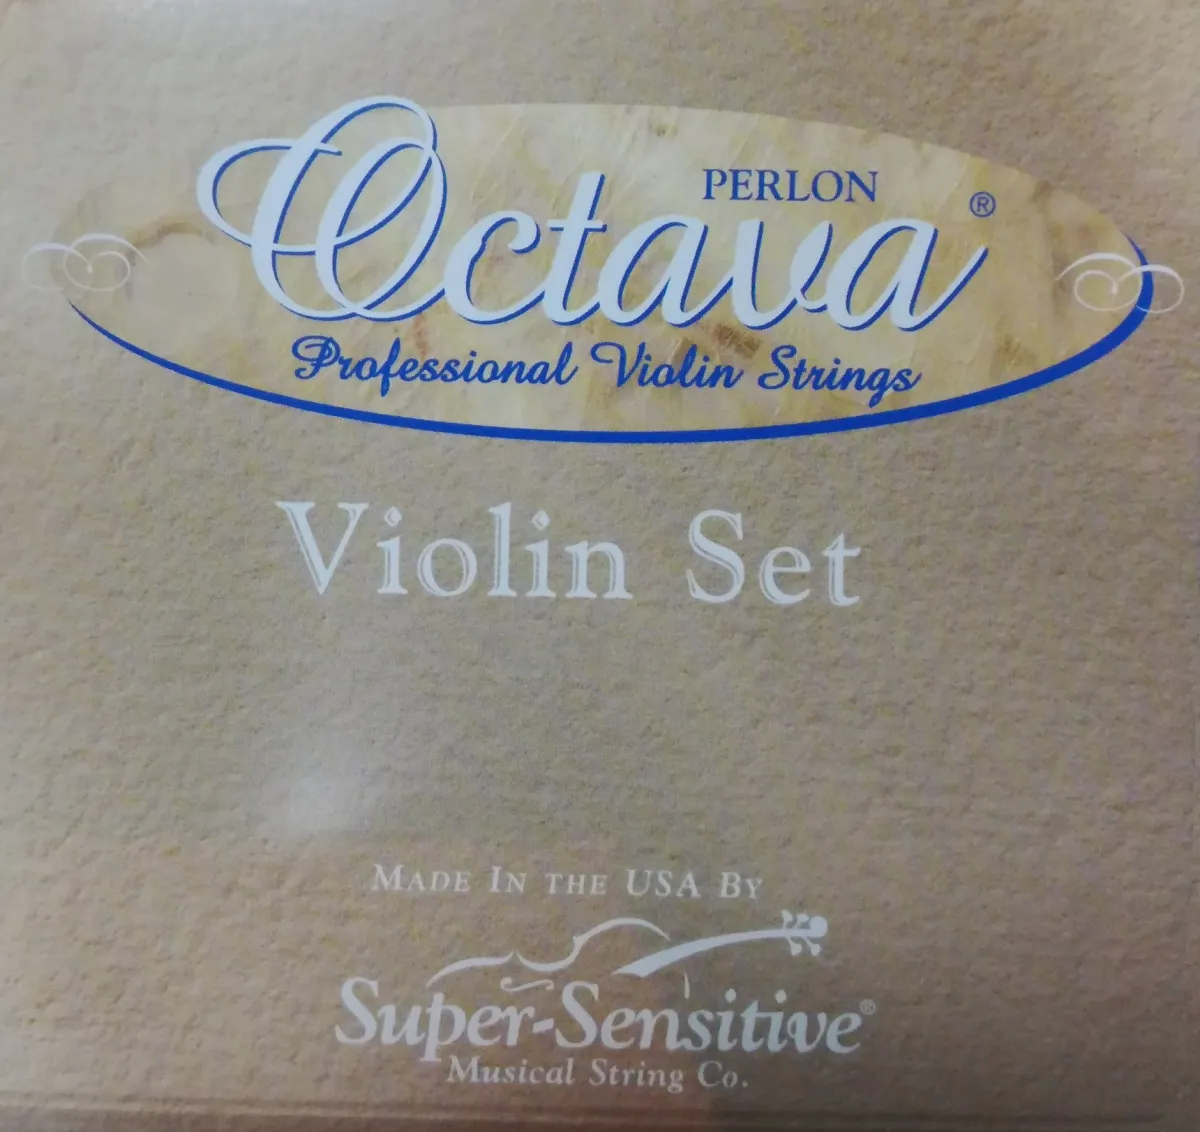 PERLON
Octava®
Professional Violin Strings
Violin Set
MADE IN THE USA BY
Super-Sensitive®
Musical String Co.